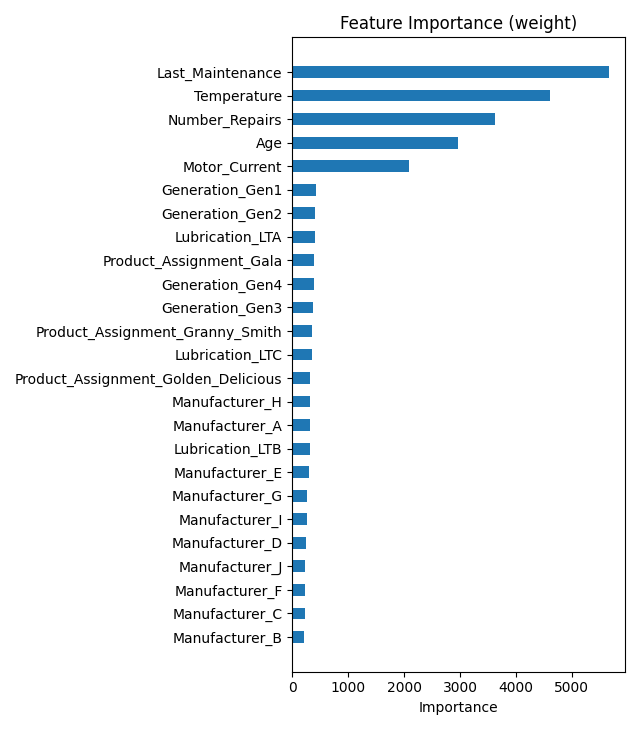 Feature Importance (weight)
Last_Maintenance
Temperature
Number_Repairs
Age
Motor_Current
Generation_Gen1
Generation_Gen2
Lubrication_LTA
Product_Assignment_Gala
Generation_Gen4
Generation_Gen3
Product_Assignment_Granny_Smith
Lubrication_LTC
Product_Assignment_Golden_Delicious
Manufacturer_H
Manufacturer_A
Lubrication_LTB
Manufacturer_E
Manufacturer_G
Manufacturer_I
Manufacturer_D
Manufacturer_J
Manufacturer_F
Manufacturer_C
Manufacturer_B
0 1000 2000 3000 4000 5000
Importance